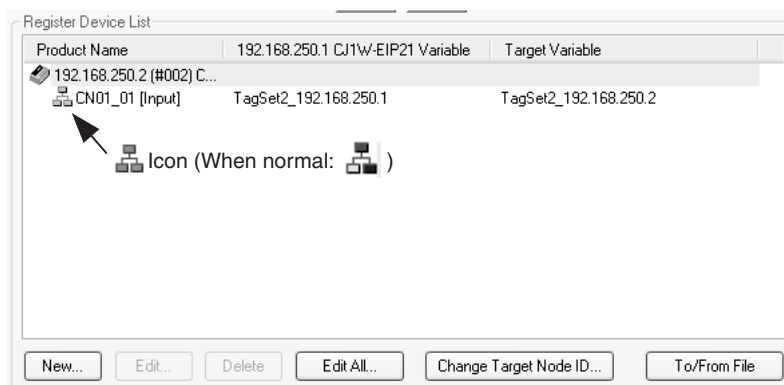 Register Device List
Product Name 192.168.250.1 CJ1W-EIP21 Variable Target Variable
192.168.250.2 (#002) C...
CN01_01 [Input] TagSet2_192.168.250.1 TagSet2_192.168.250.2
Icon (When normal: )
New... Edit... Delete Edit All... Change Target Node ID... To/From File